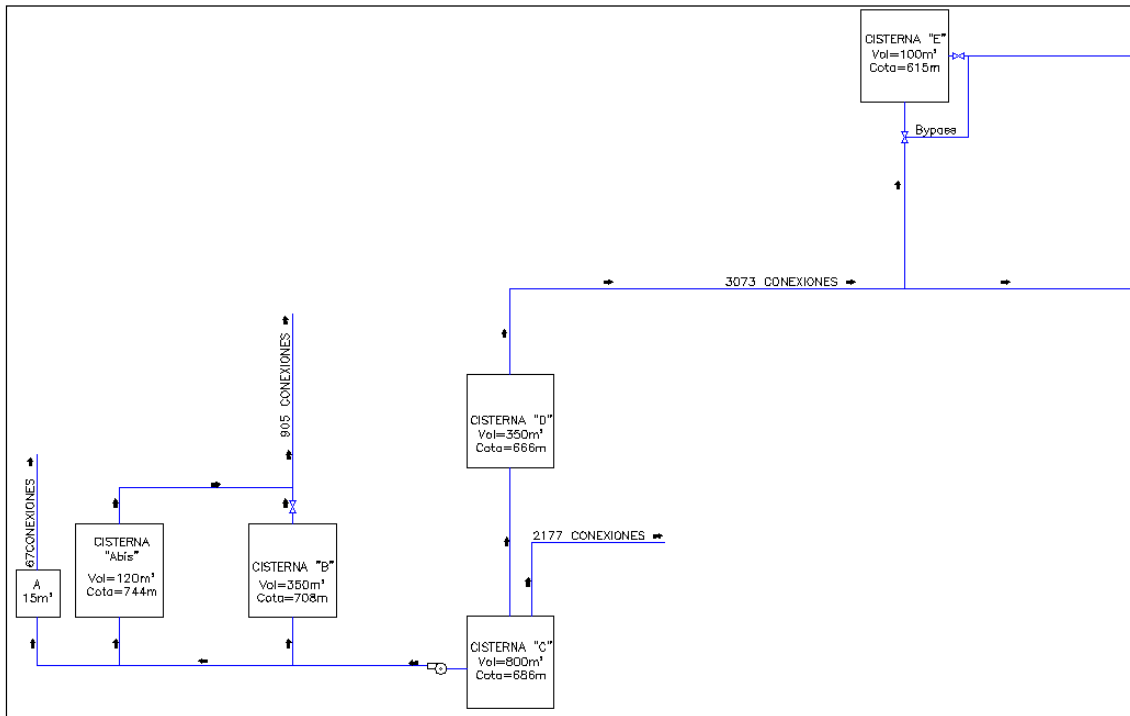 CISTERNA "E"
Vol=100m³
Cota=615m
Bypass
3073 CONEXIONES
905 CONEXIONES
CISTERNA "D"
Vol=350m³
Cota=666m
67CONEXIONES
2177 CONEXIONES
CISTERNA
"Abis"
Vol=120m³
Cota=744m
CISTERNA "B"
Vol=350m³
Cota=708m
A
15m³
CISTERNA "C"
Vol=800m³
Cota=686m